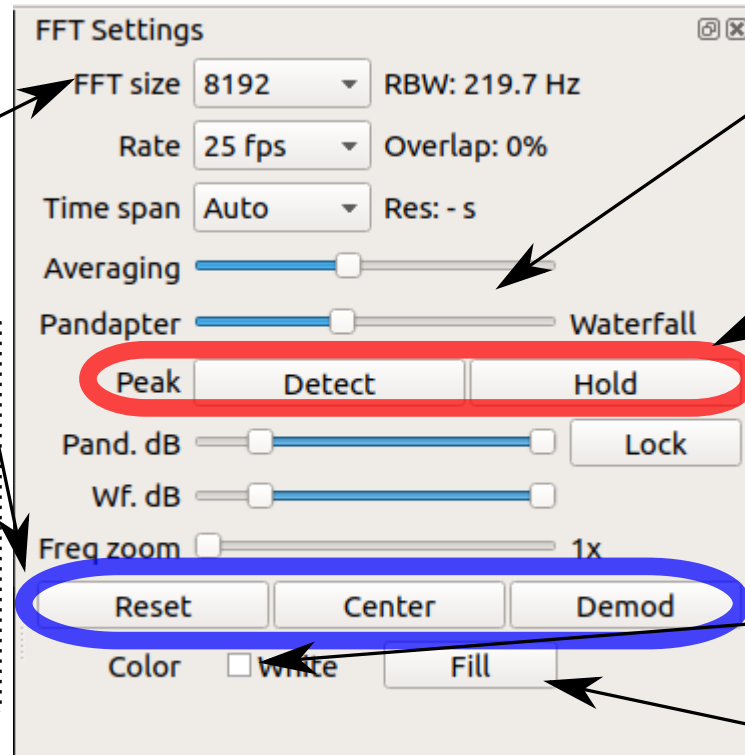 FFT Settings
FFT size 8192 RBW: 219.7 Hz
Rate 25 fps Overlap: 0%
Time span Auto Res: - s
Averaging
Pandapter Waterfall
Peak Detect Hold
Pand. dB Lock
Wf. dB
Freq zoom 1x
Reset Center Demod
Color White Fill